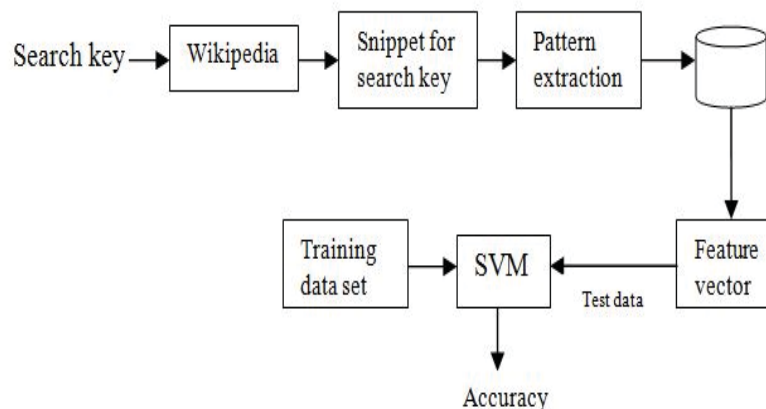 Search key
Wikipedia
Snippet for
search key
Pattern
extraction
Training
data set
SVM
Test data
Feature
vector
Accuracy